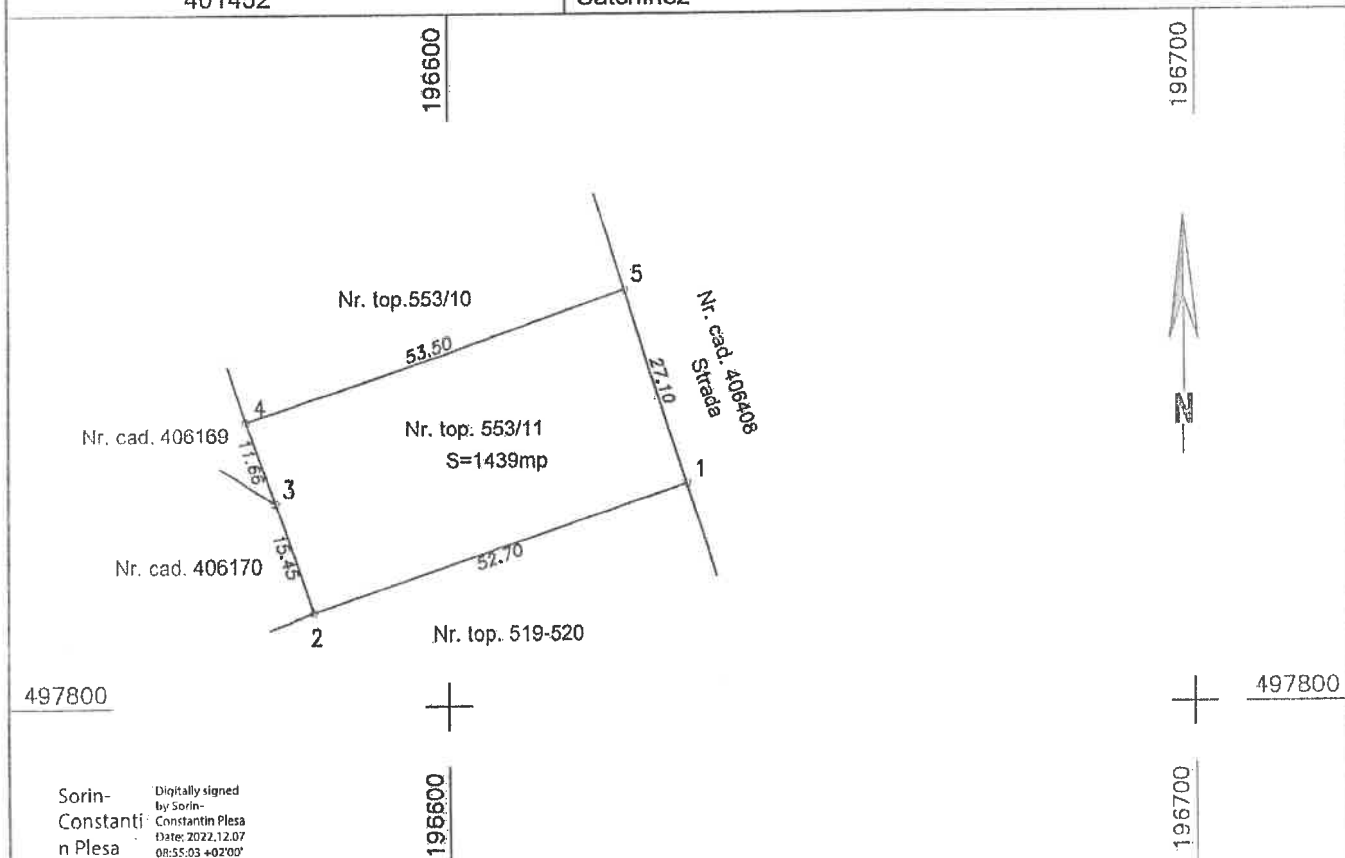 196600
196700
5
Nr. top.553/10
53.50
Nr. cad. 406408
Strada
27.10
4
Nr. cad. 406169
11.66
Nr. top: 553/11
S=1439mp
3
1
15.45
Nr. cad. 406170
52.70
N
2
Nr. top. 519-520
497800
497800
196600
196700
Sorin-
Constanti
n Plesa
Digitally signed
by Sorin-
Constantin Plesa
Date: 2022.12.07
08:55:03 +02'00'